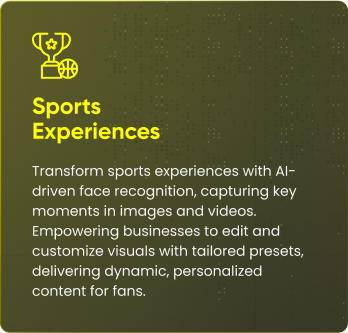 Sports
Experiences
Transform sports experiences with AI-
driven face recognition, capturing key
moments in images and videos.
Empowering businesses to edit and
customize visuals with tailored presets,
delivering dynamic, personalized
content for fans.